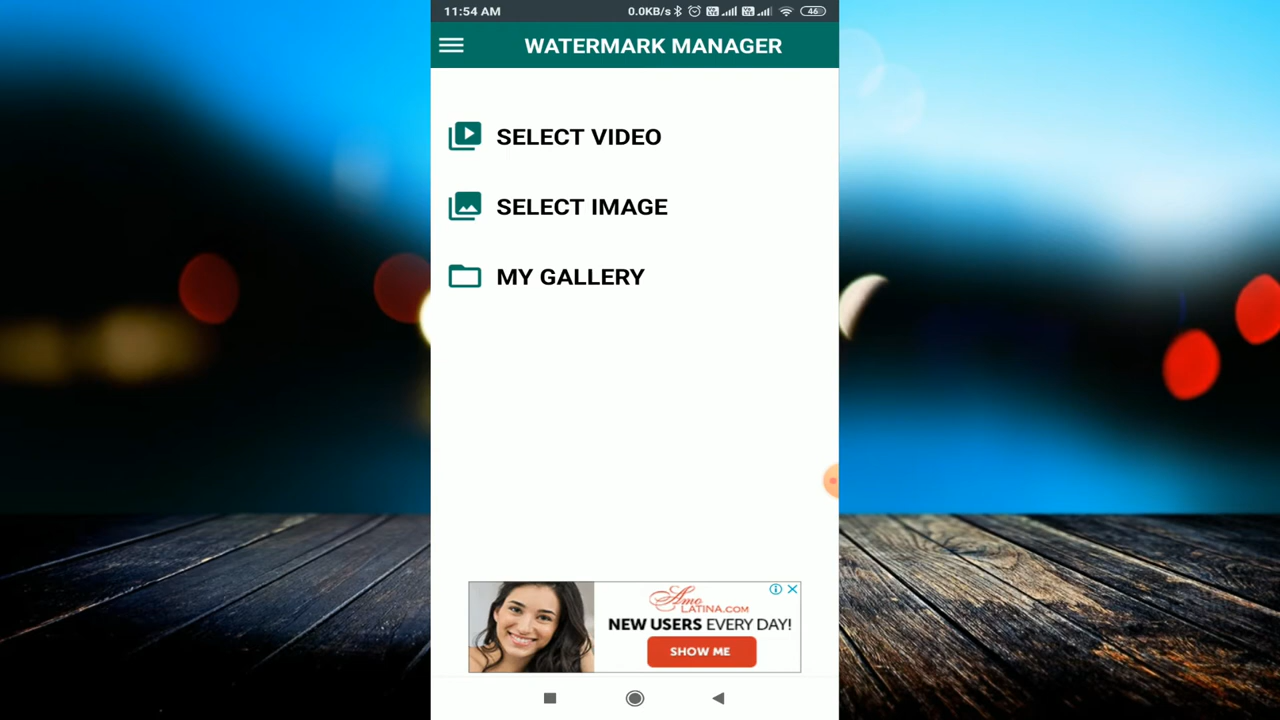 11:54 AM 0.0KB/s 46
WATERMARK MANAGER
SELECT VIDEO
SELECT IMAGE
MY GALLERY
Amo
LATINA.COM
NEW USERS EVERY DAY!
SHOW ME